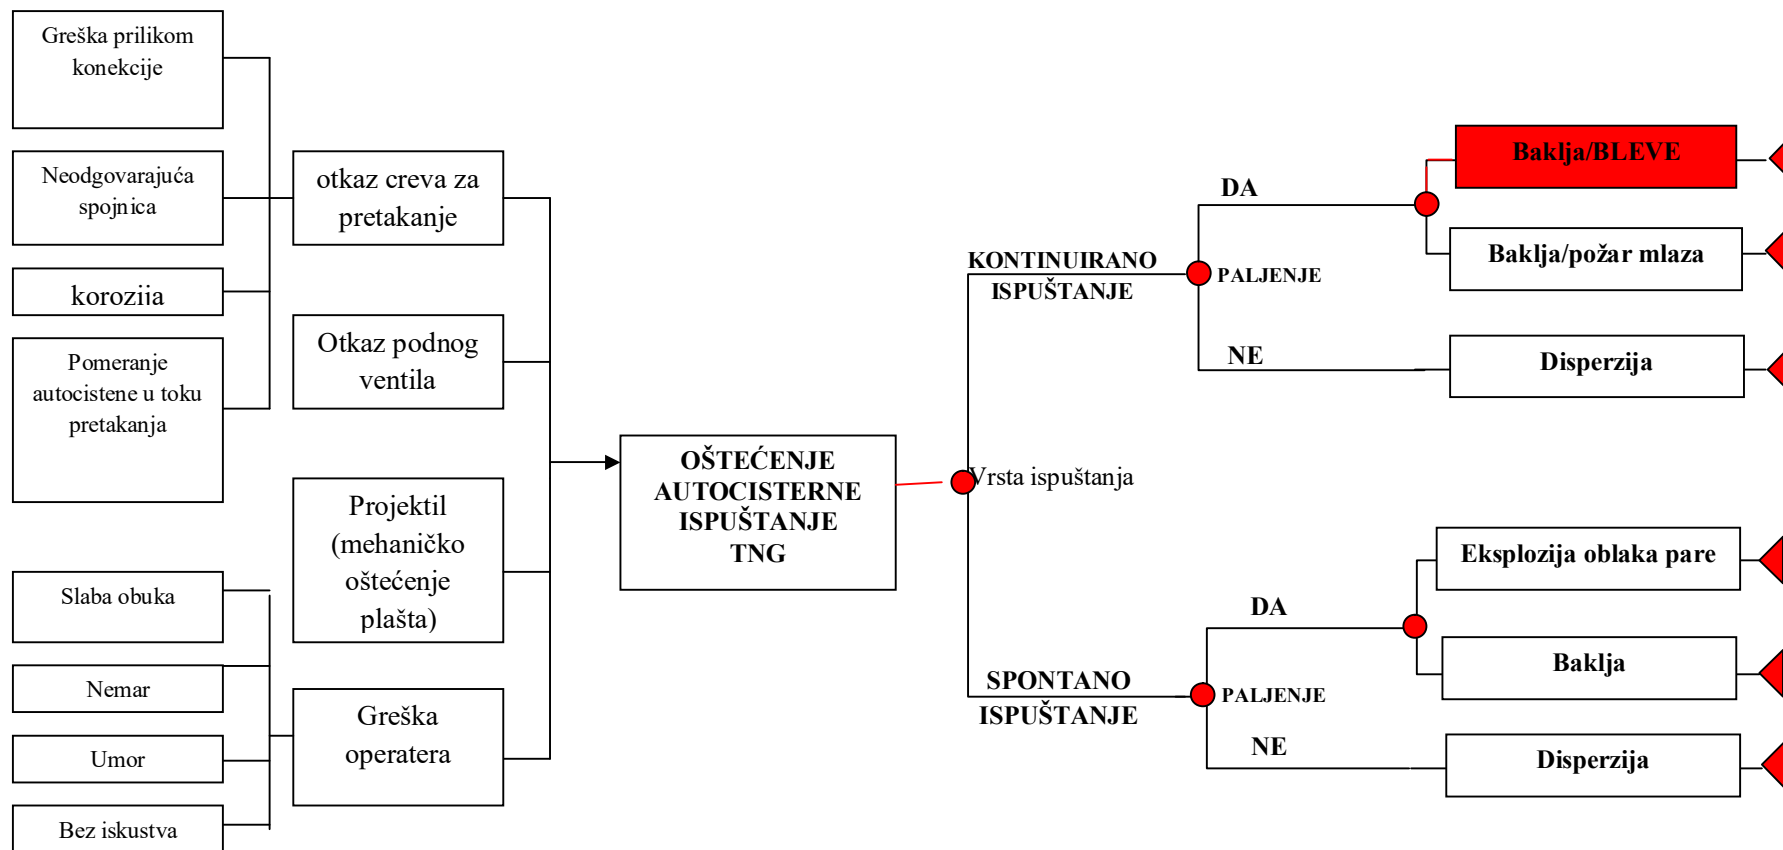 Greška prilikom
konekcije
Neodgovarajuća
spojnica
korozija
Pomeranje
autocistene u toku
pretakanja
Slaba obuka
Nemar
Umor
Bez iskustva
otkaz creva za
pretakanje
Otkaz podnog
ventila
Projektil
(mehaničko
oštećenje
plašta)
Greška
operatera
OŠTEĆENJE
AUTOCISTERNE
ISPUŠTANJE
TNG
Vrsta ispuštanja
KONTINUIRANO
ISPUŠTANJE
PALJENJE
DA
NE
Baklja/BLEVE
Baklja/požar mlaza
Disperzija
SPONTANO
ISPUŠTANJE
PALJENJE
DA
NE
Eksplozija oblaka pare
Baklja
Disperzija